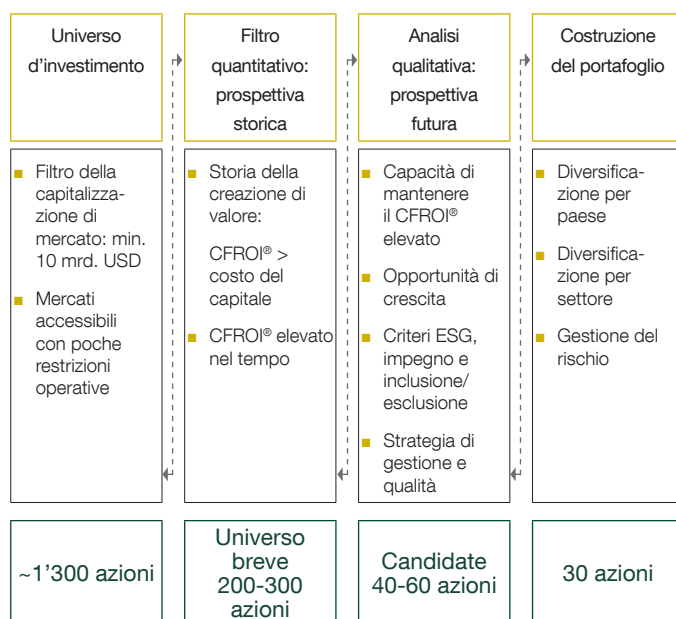 Universo
d'investimento
Filtro
quantitativo:
prospettiva
storica
Analisi
qualitativa:
prospettiva
futura
Costruzione
del portafoglio
Filtro della
capitalizza-
zione di
mercato: min.
10 mrd. USD
Mercati
accessibili
con poche
restrizioni
operative
Storia della
creazione di
valore:
CFROI® >
costo del
capitale
CFROI® elevato
nel tempo
Capacità di
mantenere
il CFROI®
elevato
Opportunità di
crescita
Criteri ESG,
impegno e
inclusione/
esclusione
Strategia di
gestione e
qualità
Diversifica-
zione per
paese
Diversifica-
zione per
settore
Gestione del
rischio
~1'300 azioni
Universo
breve
200-300
azioni
Candidate
40-60 azioni
30 azioni